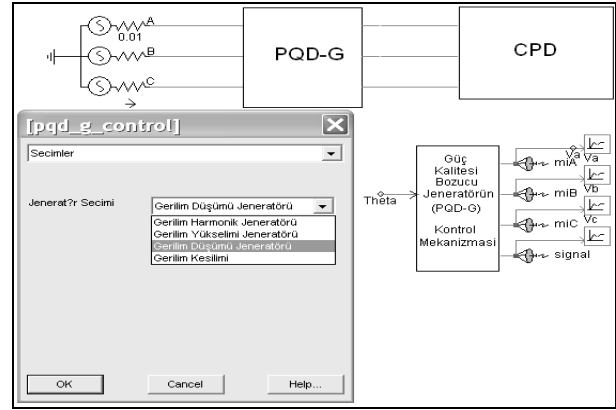 A
0.01
B
C
PQD-G
CPD
[pqd_g_control]
Secimler
Jenerat?r Secimi
Gerilim Düşümü Jeneratörü
Gerilim Harmonik Jeneratörü
Gerilim Yükselimi Jeneratörü
Gerilim Düşümü Jeneratörü
Gerilim Kesilimi
OK
Cancel
Help...
Theta
Güç
Kalitesi
Bozucu
Jeneratörün
(PQD-G)
Kontrol
Mekanizmasi
Va
miA
Va
Vb
miB
Vc
miC
signal
S
S
S